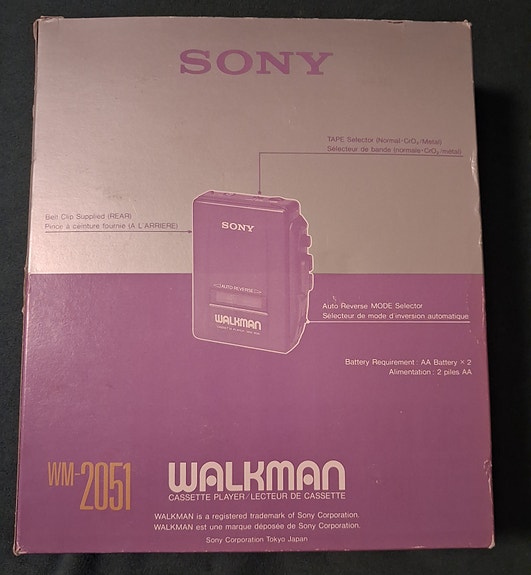 SONY
TAPE Selector (Normal·CrO₂/Metal)
Sélecteur de bande (normale·CrO₂/metal)
Belt Clip Supplied (REAR)
Pince à ceinture fournie (A L'ARRIERE)
SONY
AUTO REVERSE
WALKMAN
Auto Reverse MODE Selector
Sélecteur de mode d'inversion automatique
Battery Requirement : AA Battery × 2
Alimentation : 2 piles AA
WM-2051
WALKMAN
CASSETTE PLAYER/LECTEUR DE CASSETTE
WALKMAN is a registered trademark of Sony Corporation.
WALKMAN est une marque déposée de Sony Corporation.
Sony Corporation Tokyo Japan